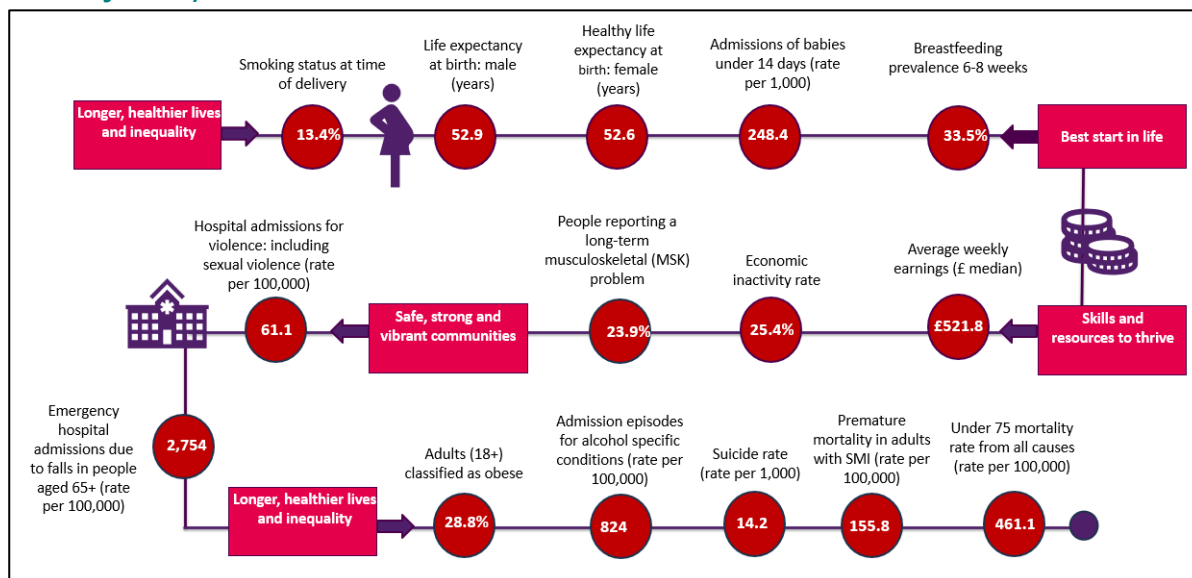 Longer, healthier lives
and inequality
Smoking status at time
of delivery
13.4%
Life expectancy
at birth: male
(years)
52.9
Healthy life
expectancy at
birth: female
(years)
52.6
Admissions of babies
under 14 days (rate
per 1,000)
248.4
Breastfeeding
prevalence 6-8 weeks
33.5%
Best start in life
Hospital admissions for
violence: including
sexual violence (rate
per 100,000)
61.1
Safe, strong and
vibrant communities
People reporting a
long-term
musculoskeletal (MSK)
problem
23.9%
Economic
inactivity rate
25.4%
Average weekly
earnings (£ median)
£521.8
Skills and
resources to thrive
Emergency
hospital
admissions due
to falls in people
aged 65+ (rate
per 100,000)
2,754
Longer, healthier lives
and inequality
Adults (18+)
classified as obese
28.8%
Admission episodes
for alcohol specific
conditions (rate per
100,000)
824
Suicide rate
(rate per 1,000)
14.2
Premature
mortality in adults
with SMI (rate per
100,000)
155.8
Under 75 mortality
rate from all causes
(rate per 100,000)
461.1